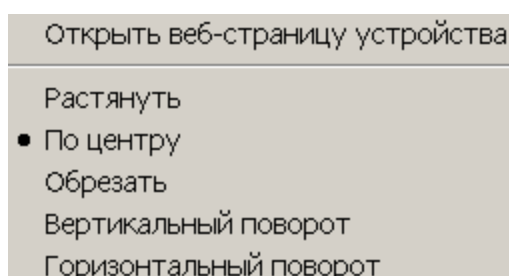 Открыть веб-страницу устройства
Растянуть
По центру
Обрезать
Вертикальный поворот
Горизонтальный поворот